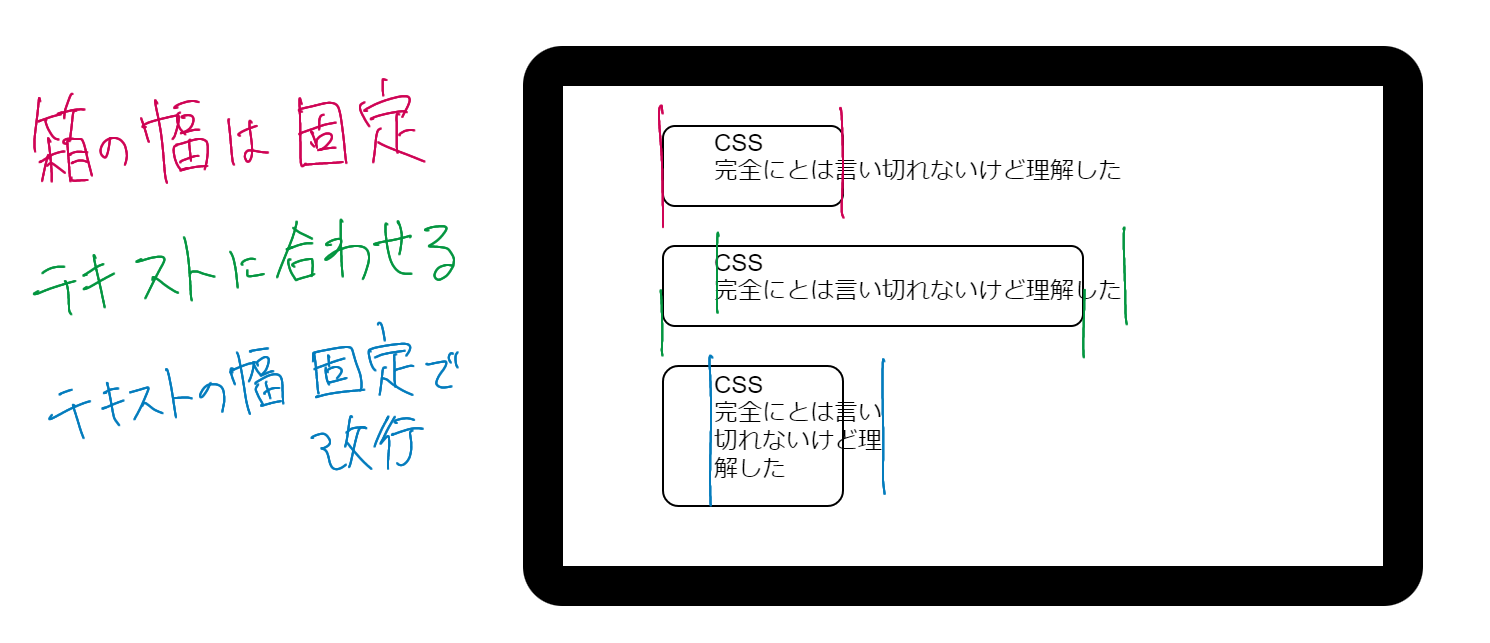 箱の幅は固定
テキストに合わせる
テキストの幅 固定で
改行
CSS
完全にとは言い切れないけど理解した
CSS
完全にとは言い切れないけど理解した
CSS
完全にとは言い
切れないけど理
解した